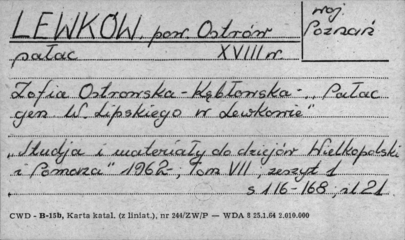 LEWKÓW, pow. Ostrów
woj. Poznań
pałac XVIII w.
Zofia Ostrowska-Kębłowska - „Pałac
gen. W. Lipskiego w Lewkowie"
„Studja i materiały do dziejów Wielkopolski
i Pomorza" 1962-, Tom VII, zeszyt 1
s 116-168, il 21
CWD - B-15b, Karta katal. (z liniat.), nr 244/ZW/P — WDA 8 25.1.64 2.010.000